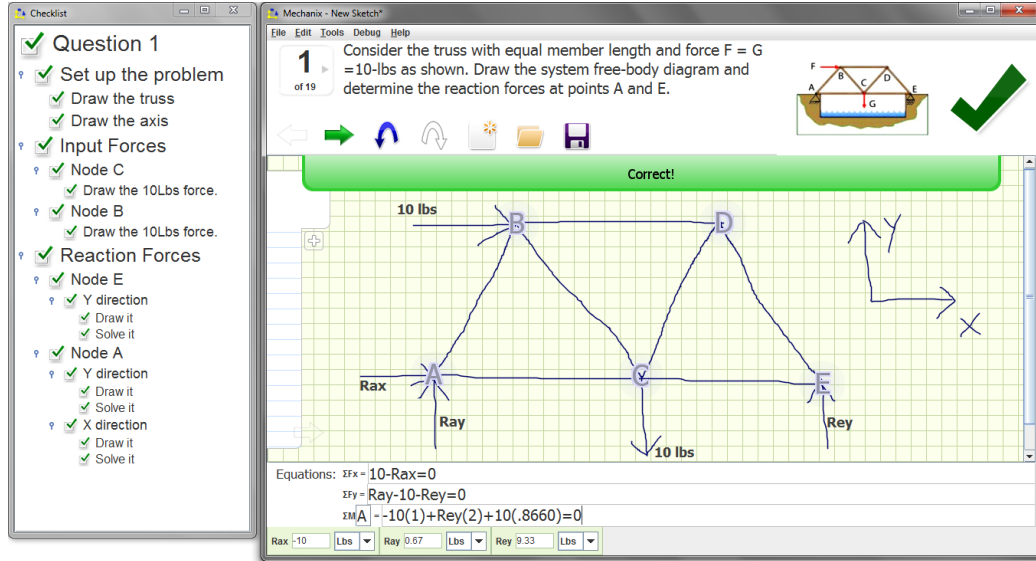 Checklist
Question 1
Set up the problem
Draw the truss
Draw the axis
Input Forces
Node C
Draw the 10Lbs force.
Node B
Draw the 10Lbs force.
Reaction Forces
Node E
Y direction
Draw it
Solve it
Node A
Y direction
Draw it
Solve it
X direction
Draw it
Solve it
Mechanix - New Sketch*
File Edit Tools Debug Help
1
of 19
Consider the truss with equal member length and force F = G
=10-lbs as shown. Draw the system free-body diagram and
determine the reaction forces at points A and E.
F
B
D
A
C
E
G
Correct!
10 lbs
B
D
Y
X
A
C
E
Rax
Ray
Rey
10 lbs
Equations: ΣFx = 10-Rax=0
ΣFy = Ray-10-Rey=0
ΣM A = -10(1)+Rey(2)+10(.8660)=0
Rax -10 Lbs Ray 0.67 Lbs Rey 9.33 Lbs